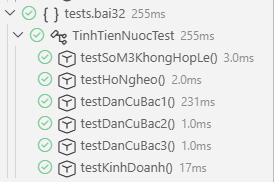 { } tests.bai32 255ms
TinhTienNuocTest 255ms
testSoM3KhongHopLe() 3.0ms
testHoNgheo() 2.0ms
testDanCuBac1() 231ms
testDanCuBac2() 1.0ms
testDanCuBac3() 1.0ms
testKinhDoanh() 17ms